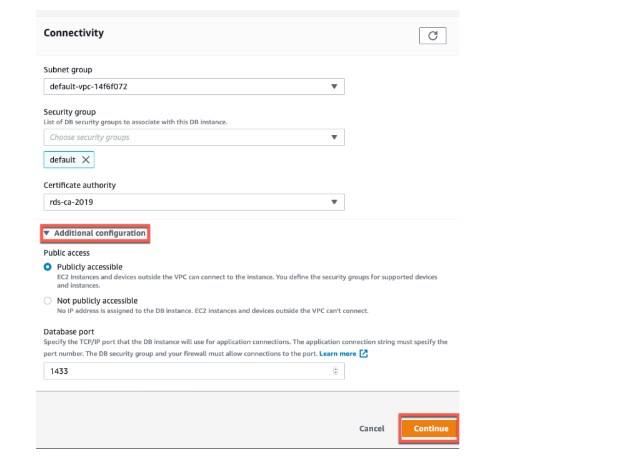 Connectivity
Subnet group
default-vpc-14f6f072
Security group
List of DB security groups to associate with this DB instance.
Choose security groups
default
Certificate authority
rds-ca-2019
Additional configuration
Public access
Publicly accessible
EC2 instances and devices outside the VPC can connect to the instance. You define the security groups for supported devices
and instances.
Not publicly accessible
No IP address is assigned to the DB instance. EC2 instances and devices outside the VPC can't connect.
Database port
Specify the TCP/IP port that the DB instance will use for application connections. The application connection string must specify the
port number. The DB security group and your firewall must allow connections to the port. Learn more
1433
Cancel Continue